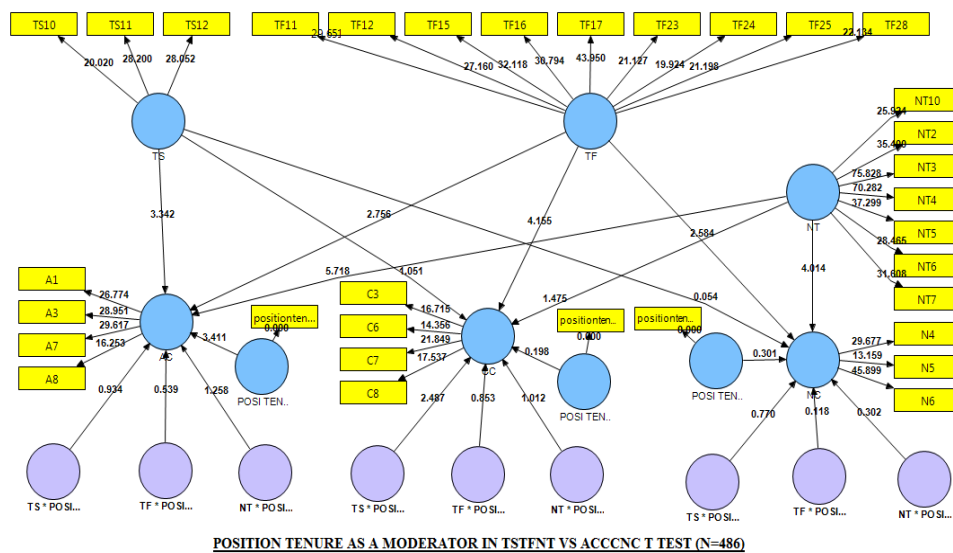 TS10 TS11 TS12 TF11 TF12 TF15 TF16 TF17 TF23 TF24 TF25 TF28
20.020 28.200 28.052 29.651 27.160 32.118 30.794 43.950 21.127 19.924 21.198 22.134
TS TF
NT10
25.924
NT2
35.400
NT3
75.828
NT4
70.282
NT5
37.299
NT6
28.465
NT7
31.608
NT
3.342 2.756 4.155 2.584 4.014
5.718 1.051 1.475 0.054
A1
26.774
A3
28.951
A7
29.617
A8
16.253
AC
3.411
positionten...
0.000
POSI TEN..
C3
16.715
C6
14.356
C7
21.849
C8
17.537
CC
0.198
positionten...
0.000
POSI TEN..
positionten...
0.000
POSI TEN..
0.301
NC
N4
29.677
N5
13.159
N6
45.899
0.934 0.539 1.258 2.487 0.853 1.012 0.770 0.118 0.302
TS * POSI... TF * POSI... NT * POSI... TS * POSI... TF * POSI... NT * POSI... TS * POSI... TF * POSI... NT * POSI...
POSITION TENURE AS A MODERATOR IN TSTFNT VS ACCCNC T TEST (N=486)